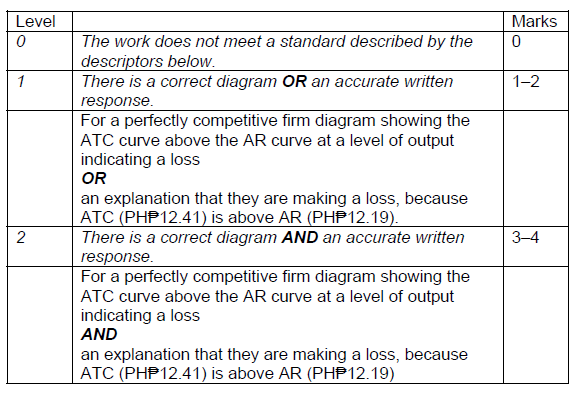 Level Marks
0 The work does not meet a standard described by the 0
descriptors below.
1 There is a correct diagram OR an accurate written 1–2
response.
For a perfectly competitive firm diagram showing the
ATC curve above the AR curve at a level of output
indicating a loss
OR
an explanation that they are making a loss, because
ATC (PH₱12.41) is above AR (PH₱12.19).
2 There is a correct diagram AND an accurate written 3–4
response.
For a perfectly competitive firm diagram showing the
ATC curve above the AR curve at a level of output
indicating a loss
AND
an explanation that they are making a loss, because
ATC (PH₱12.41) is above AR (PH₱12.19)